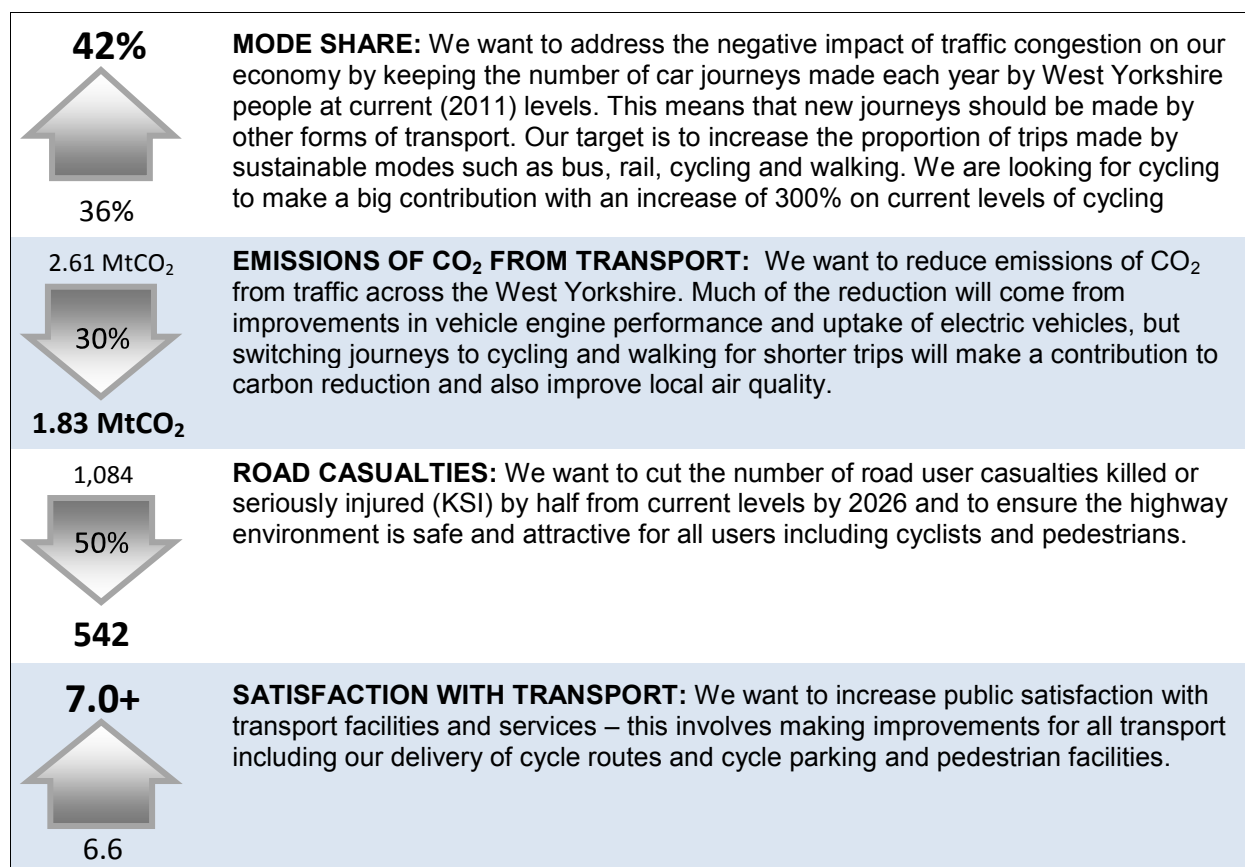 42%
36%
MODE SHARE: We want to address the negative impact of traffic congestion on our
economy by keeping the number of car journeys made each year by West Yorkshire
people at current (2011) levels. This means that new journeys should be made by
other forms of transport. Our target is to increase the proportion of trips made by
sustainable modes such as bus, rail, cycling and walking. We are looking for cycling
to make a big contribution with an increase of 300% on current levels of cycling
2.61 MtCO₂
30%
1.83 MtCO₂
EMISSIONS OF CO₂ FROM TRANSPORT: We want to reduce emissions of CO₂
from traffic across the West Yorkshire. Much of the reduction will come from
improvements in vehicle engine performance and uptake of electric vehicles, but
switching journeys to cycling and walking for shorter trips will make a contribution to
carbon reduction and also improve local air quality.
1,084
50%
542
ROAD CASUALTIES: We want to cut the number of road user casualties killed or
seriously injured (KSI) by half from current levels by 2026 and to ensure the highway
environment is safe and attractive for all users including cyclists and pedestrians.
7.0+
6.6
SATISFACTION WITH TRANSPORT: We want to increase public satisfaction with
transport facilities and services – this involves making improvements for all transport
including our delivery of cycle routes and cycle parking and pedestrian facilities.